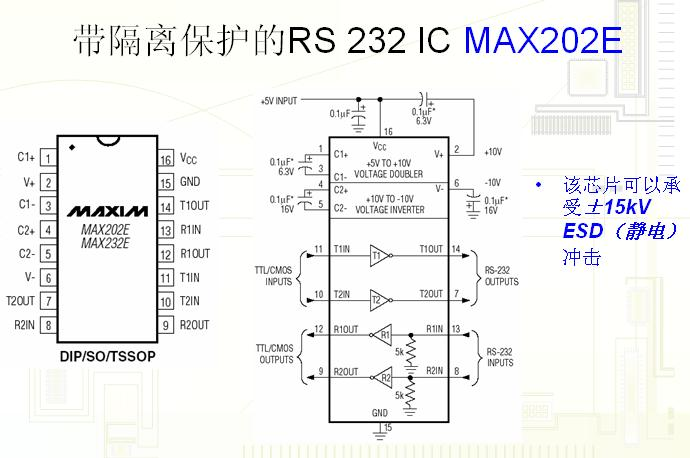 带隔离保护的RS 232 IC MAX202E
C1+ 1
V+ 2
C1- 3
C2+ 4
C2- 5
V- 6
T2OUT 7
R2IN 8
MAXIM
MAX202E
MAX232E
16 VCC
15 GND
14 T1OUT
13 R1IN
12 R1OUT
11 T1IN
10 T2IN
9 R2OUT
DIP/SO/TSSOP
+5V INPUT
0.1µF
0.1µF*
6.3V
16
VCC
1 C1+
3 C1-
0.1µF*
6.3V
+5V TO +10V
VOLTAGE DOUBLER
V+ 2 +10V
4 C2+
5 C2-
0.1µF*
16V
+10V TO -10V
VOLTAGE INVERTER
V- 6 -10V
0.1µF*
16V
11 T1IN T1 T1OUT 14
TTL/CMOS
INPUTS
RS-232
OUTPUTS
10 T2IN T2 T2OUT 7
12 R1OUT R1 R1IN 13
5k
TTL/CMOS
OUTPUTS
RS-232
INPUTS
9 R2OUT R2 R2IN 8
5k
GND
15
• 该芯片可以承
受±15kV
ESD（静电）
冲击